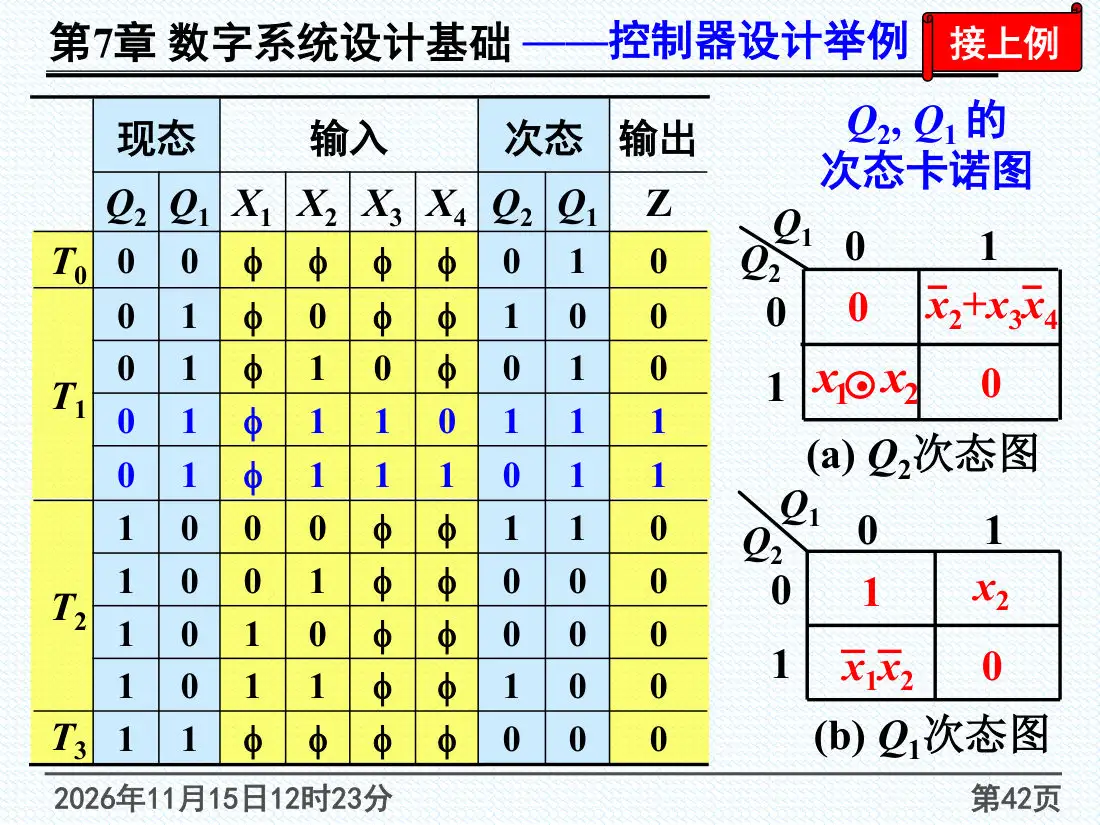 第7章 数字系统设计基础 ——控制器设计举例 接上例
现态 输入 次态 输出
Q2 Q1 X1 X2 X3 X4 Q2 Q1 Z
T0 0 0 ϕ ϕ ϕ ϕ 0 1 0
T1
0 1 ϕ 0 ϕ ϕ 1 0 0
0 1 ϕ 1 0 ϕ 0 1 0
0 1 ϕ 1 1 0 1 1 1
0 1 ϕ 1 1 1 0 1 1
T2
1 0 0 0 ϕ ϕ 1 1 0
1 0 0 1 ϕ ϕ 0 0 0
1 0 1 0 ϕ ϕ 0 0 0
1 0 1 1 ϕ ϕ 1 0 0
T3 1 1 ϕ ϕ ϕ ϕ 0 0 0
Q2, Q1 的
次态卡诺图
Q1
Q2
0 1
0 0 x̅2+x3x̅4
1 x1⊙x2 0
(a) Q2次态图
Q1
Q2
0 1
0 1 x2
1 x̅1x̅2 0
(b) Q1次态图
2026年11月15日12时23分
第42页